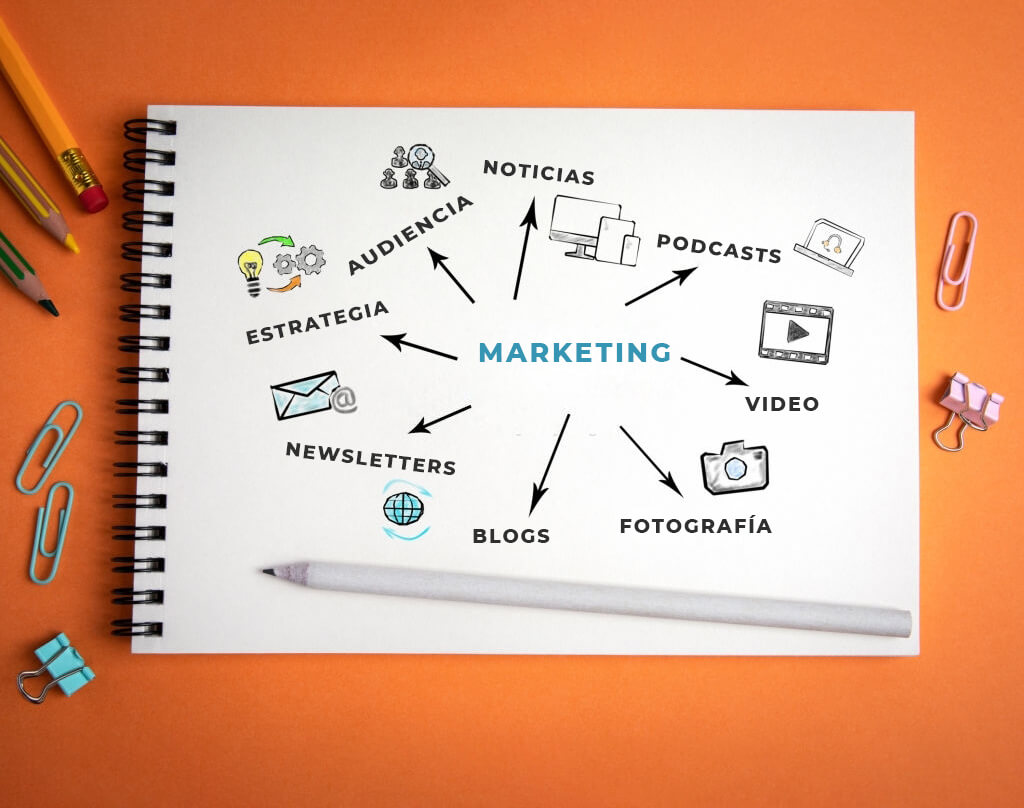 NOTICIAS
AUDIENCIA
PODCASTS
ESTRATEGIA
MARKETING
VIDEO
NEWSLETTERS
@
BLOGS
FOTOGRAFÍA